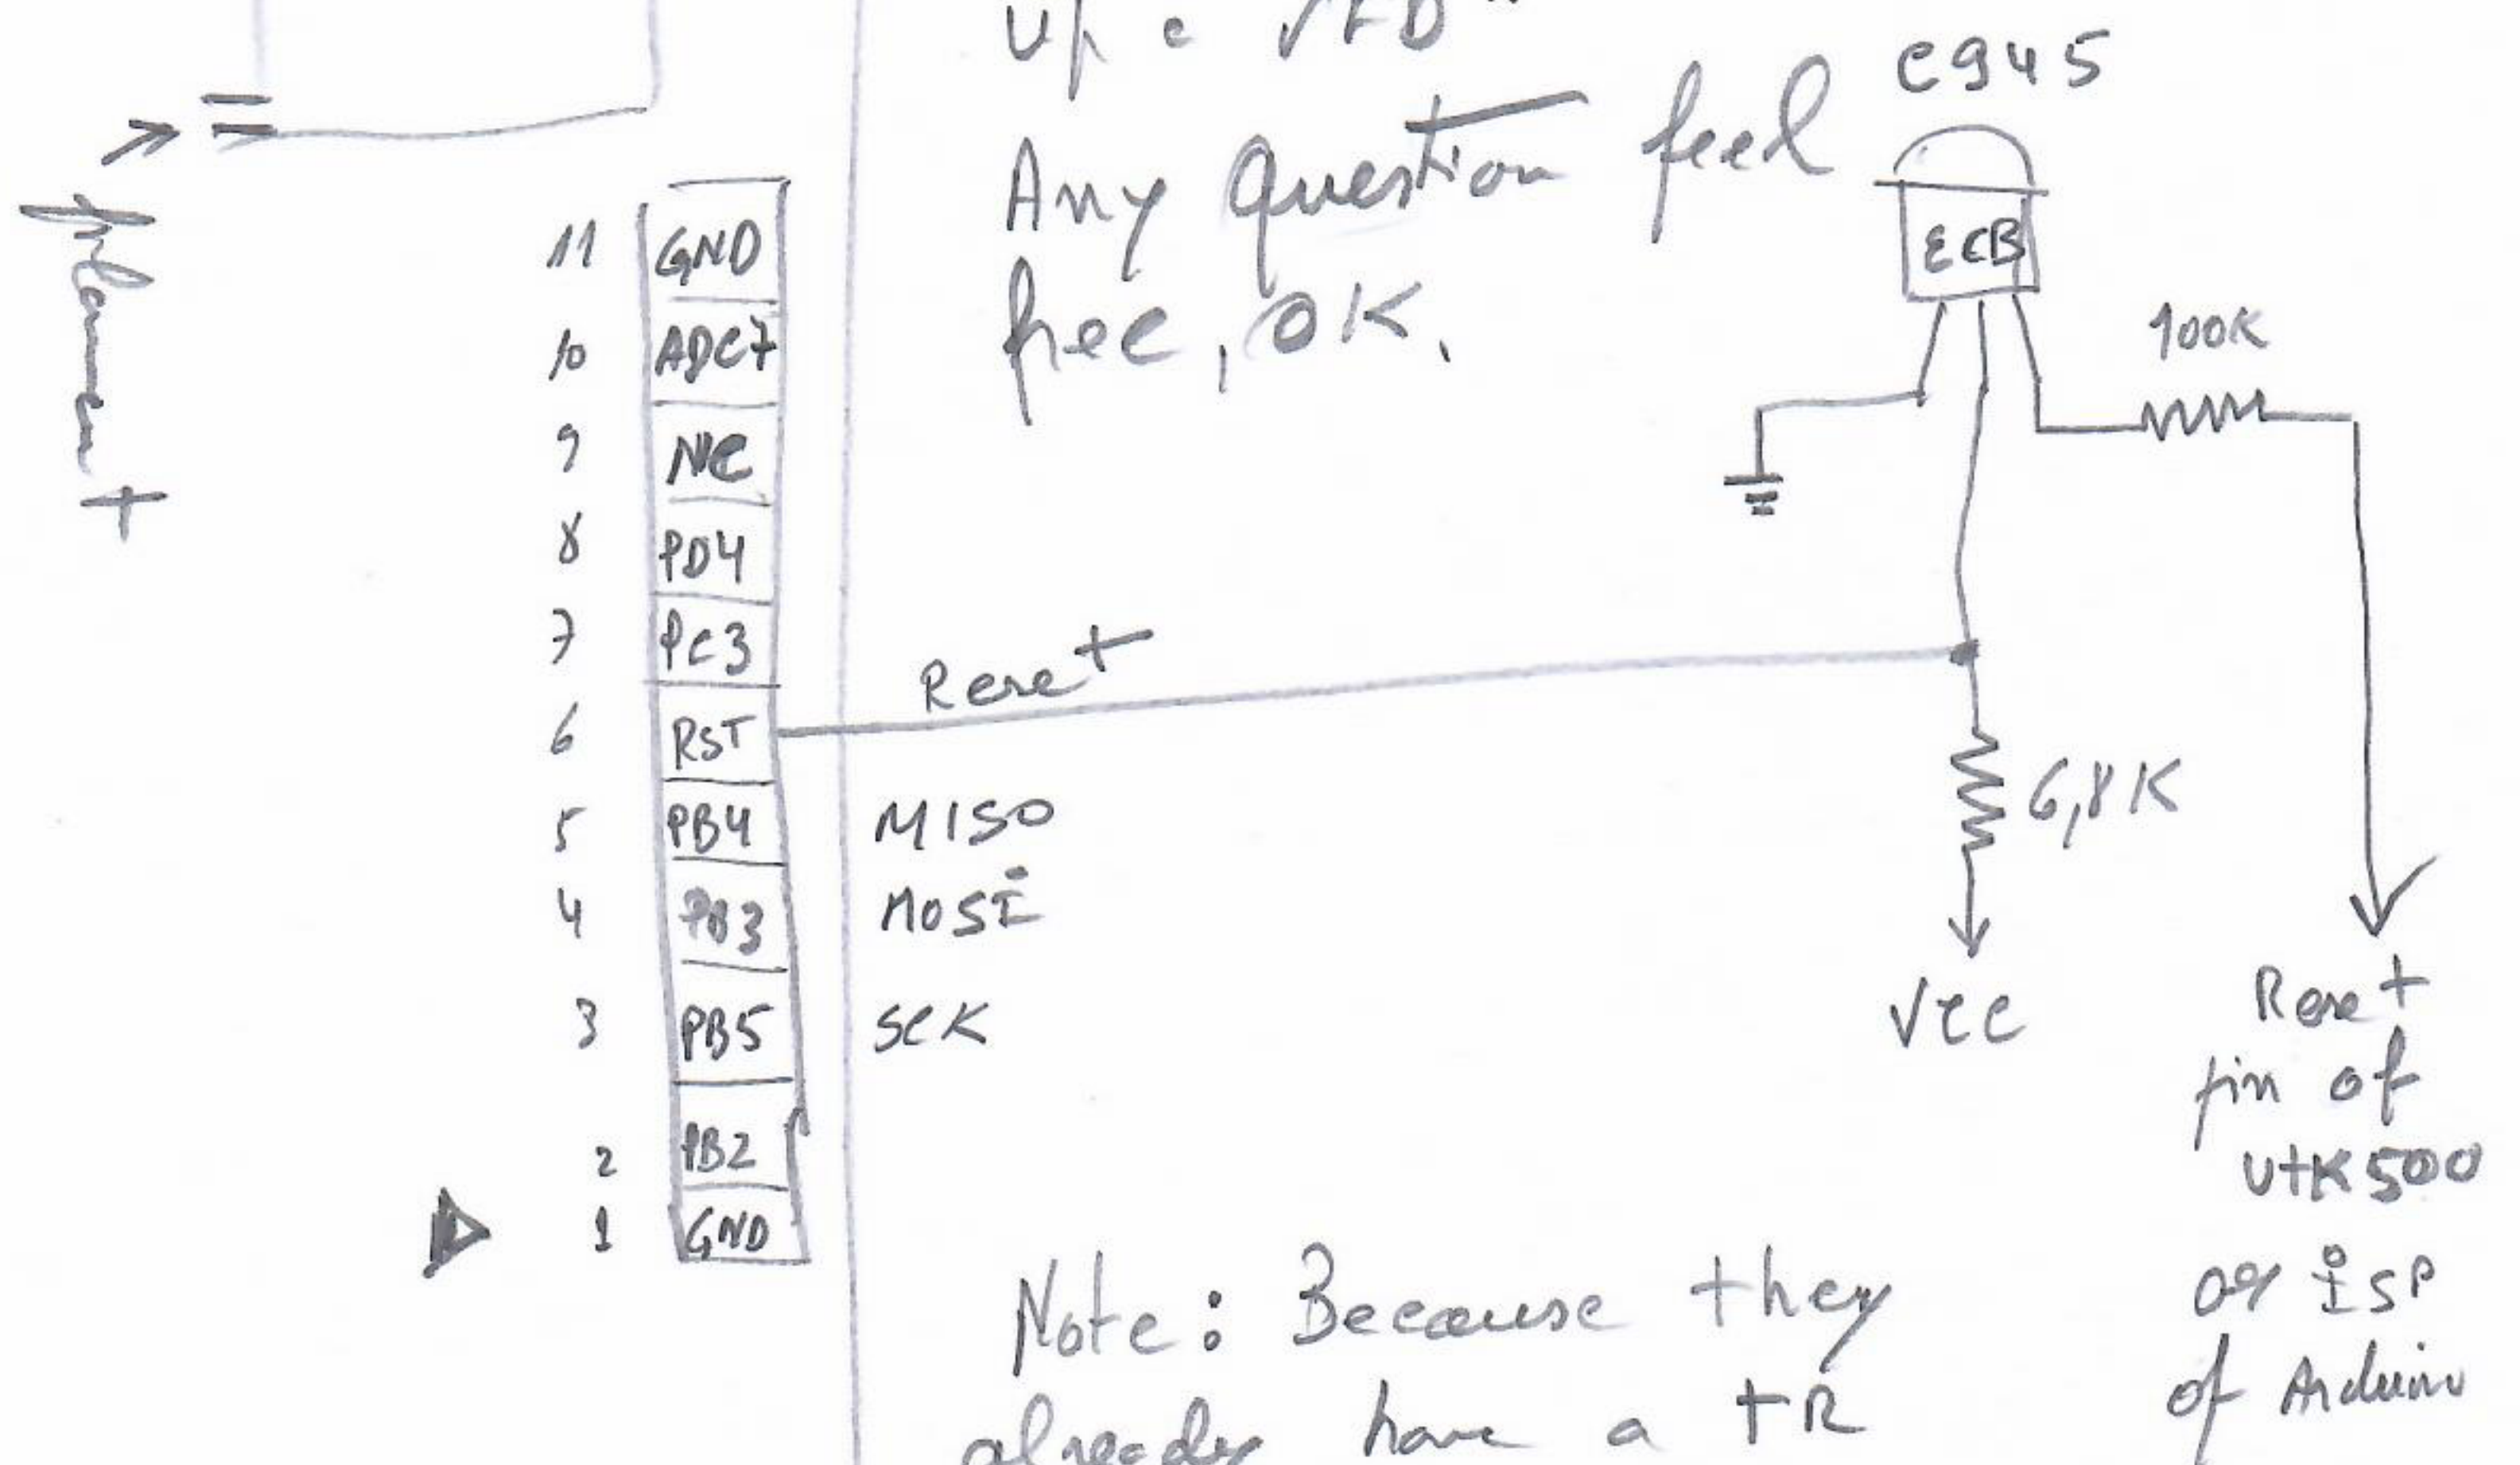 C945
Any Question feel
free, OK.
ECB
100K
filament
11 GND
10 ADC7
9 NC
8 PD4
7 PC3
6 RST
Reset
5 PB4 MISO
4 PB3 MOSI
3 PB5 SCK
2 PB2
1 GND
6,8K
VCC
Reset
pin of
500
or ISP
of Arduino
Note: Because they
already have a TR